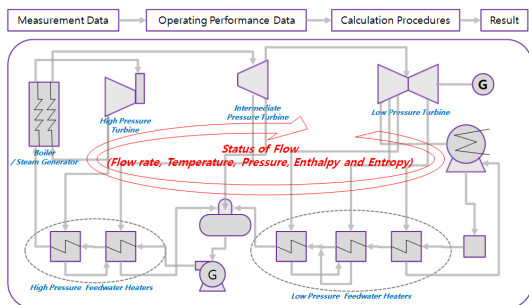 Measurement Data
Operating Performance Data
Calculation Procedures
Result
High Pressure
Turbine
Intermediate
Pressure Turbine
Low Pressure Turbine
G
Boiler
/ Steam Generator
Status of Flow
(Flow rate, Temperature, Pressure, Enthalpy and Entropy)
G
High Pressure Feedwater Heaters
Low Pressure Feedwater Heaters